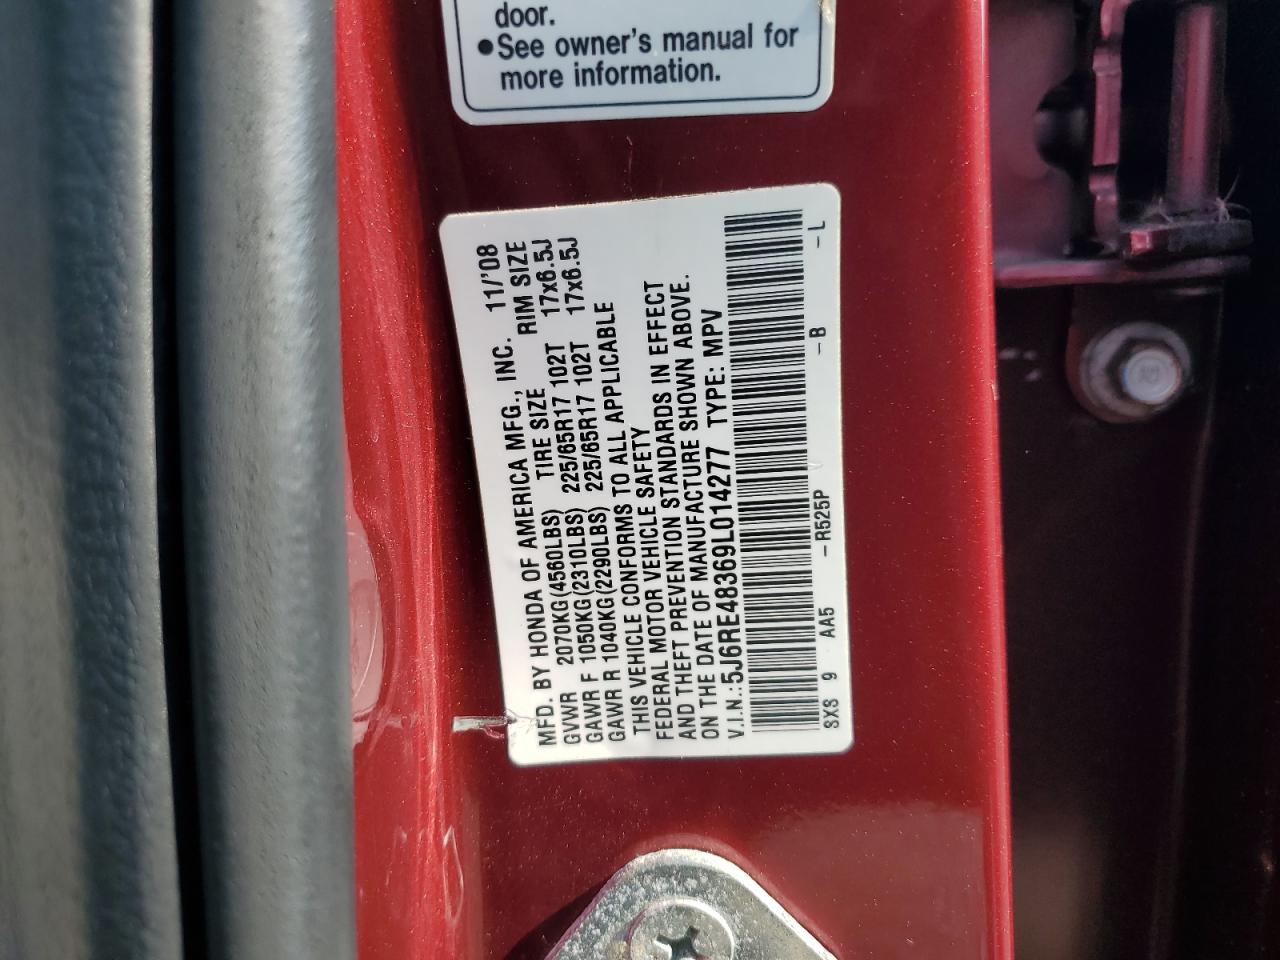 door.
● See owner's manual for
more information.
MFD. BY HONDA OF AMERICA MFG., INC. 11/'08
GVWR 2070KG(4560LBS) TIRE SIZE RIM SIZE
GAWR F 1050KG(2310LBS) 225/65R17 102T 17x6.5J
GAWR R 1040KG(2290LBS) 225/65R17 102T 17x6.5J
THIS VEHICLE CONFORMS TO ALL APPLICABLE
FEDERAL MOTOR VEHICLE SAFETY
AND THEFT PREVENTION STANDARDS IN EFFECT
ON THE DATE OF MANUFACTURE SHOWN ABOVE.
V.I.N.: 5J6RE48369L014277 TYPE: MPV
SXS 9 AA5 -R525P -B -L